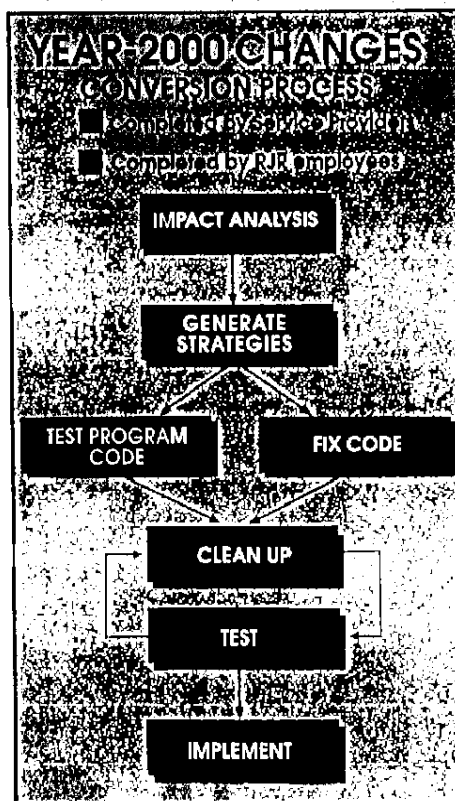 YEAR-2000 CHANGES
CONVERSION PROCESS
Completed by service provider
Completed by RJR employees
IMPACT ANALYSIS
GENERATE
STRATEGIES
TEST PROGRAM
CODE
FIX CODE
CLEAN UP
TEST
IMPLEMENT